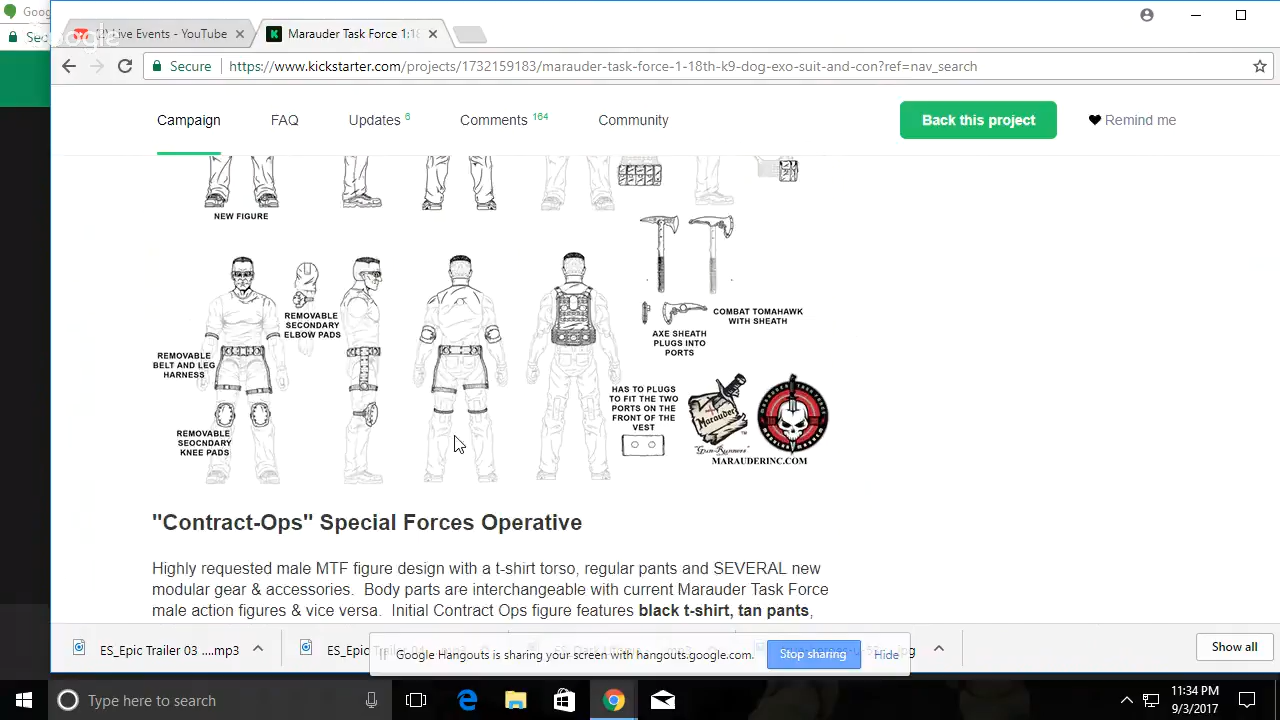 Goog
Live Events - YouTube
Marauder Task Force 1:18
Google
Secure
https://www.kickstarter.com/projects/1732159183/marauder-task-force-1-18th-k9-dog-exo-suit-and-con?ref=nav_search
Campaign
FAQ
Updates 6
Comments 164
Community
Back this project
Remind me
NEW FIGURE
REMOVABLE
SECONDARY
ELBOW PADS
COMBAT TOMAHAWK
WITH SHEATH
AXE SHEATH
PLUGS INTO
PORTS
REMOVABLE
BELT AND LEG
HARNESS
HAS TO PLUGS
TO FIT THE TWO
PORTS ON THE
FRONT OF THE
VEST
REMOVABLE
SEOCNDARY
KNEE PADS
Marauder
"Gun-Runners"
MARAUDERINC.COM
MARAUDER TASK FORCE
"Contract-Ops" Special Forces Operative
Highly requested male MTF figure design with a t-shirt torso, regular pants and SEVERAL new
modular gear & accessories. Body parts are interchangeable with current Marauder Task Force
male action figures & vice versa. Initial Contract Ops figure features black t-shirt, tan pants,
ES_Epic Trailer 03 ....mp3
Google Hangouts is sharing your screen with hangouts.google.com.
Stop sharing
Hide
Show all
Type here to search
11:34 PM
9/3/2017